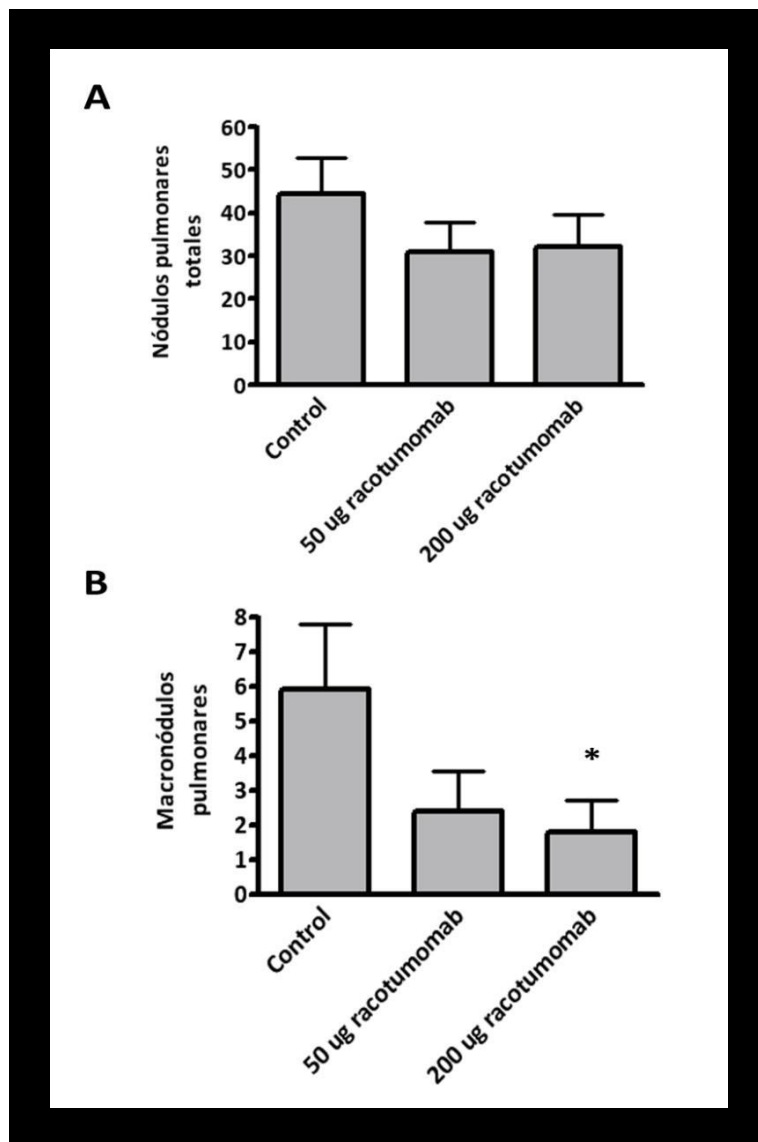 A
Nódulos pulmonares
totales
60
50
40
30
20
10
0
Control
50 ug racotumomab
200 ug racotumomab
B
Macronódulos
pulmonares
8
7
6
5
4
3
2
1
0
*
Control
50 ug racotumomab
200 ug racotumomab